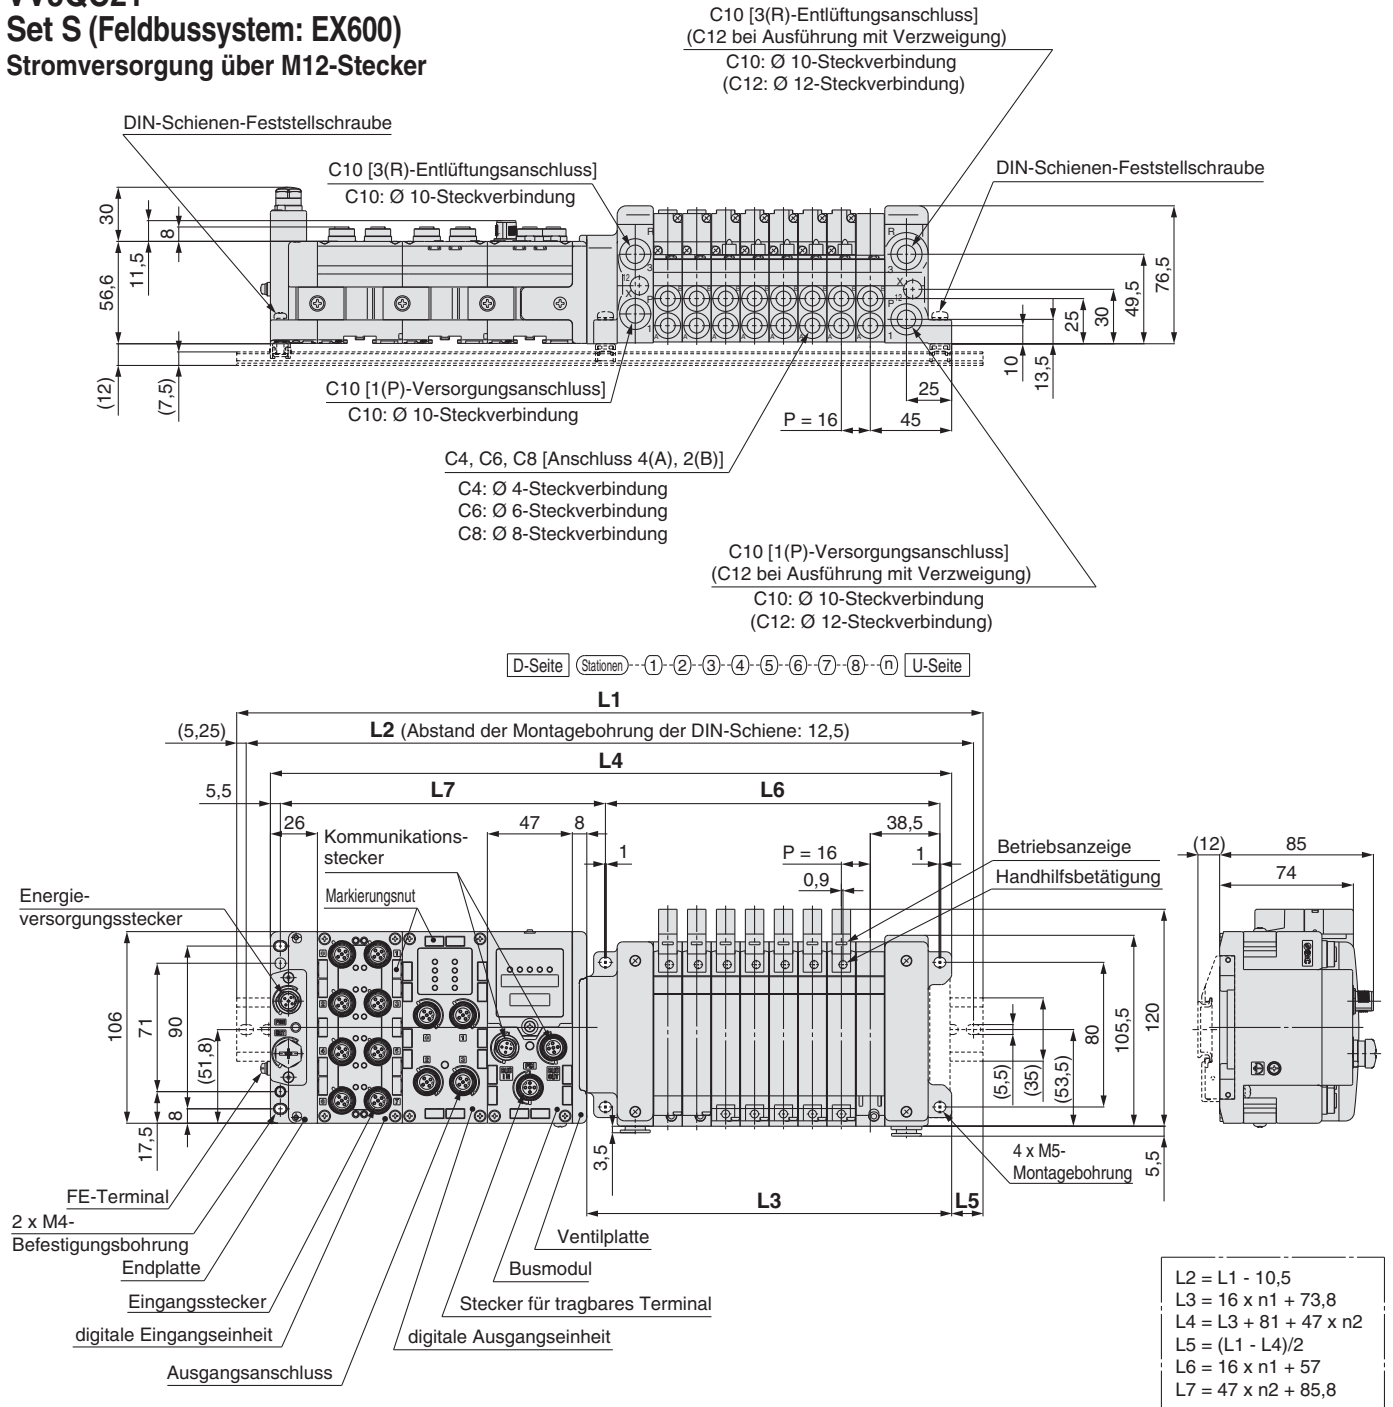 Set S (Feldbussystem: EX600)
Stromversorgung über M12-Stecker
C10 [3(R)-Entlüftungsanschluss]
(C12 bei Ausführung mit Verzweigung)
C10: Ø 10-Steckverbindung
(C12: Ø 12-Steckverbindung)
DIN-Schienen-Feststellschraube
C10 [3(R)-Entlüftungsanschluss]
C10: Ø 10-Steckverbindung
DIN-Schienen-Feststellschraube
30
8
11,5
56,6
(12)
(7,5)
R
3
12
X
P
1
R
3
X
12
P
1
76,5
49,5
30
25
13,5
10
25
45
P = 16
C10 [1(P)-Versorgungsanschluss]
C10: Ø 10-Steckverbindung
C4, C6, C8 [Anschluss 4(A), 2(B)]
C4: Ø 4-Steckverbindung
C6: Ø 6-Steckverbindung
C8: Ø 8-Steckverbindung
C10 [1(P)-Versorgungsanschluss]
(C12 bei Ausführung mit Verzweigung)
C10: Ø 10-Steckverbindung
(C12: Ø 12-Steckverbindung)
D-Seite Stationen 1 2 3 4 5 6 7 8 n U-Seite
L1
(5,25)
L2 (Abstand der Montagebohrung der DIN-Schiene: 12,5)
L4
5,5
L7
L6
26
47
8
38,5
1
P = 16
1
0,9
Kommunikations-
stecker
Markierungsnut
Energie-
versorgungsstecker
Betriebsanzeige
Handhilfsbetätigung
(12)
85
74
106
71
90
(51,8)
8
17,5
3,5
(5,5)
(35)
(53,5)
80
105,5
120
5,5
4 x M5-
Montagebohrung
L3
L5
FE-Terminal
2 x M4-
Befestigungsbohrung
Endplatte
Eingangsstecker
digitale Eingangseinheit
Ausgangsanschluss
Ventilplatte
Busmodul
Stecker für tragbares Terminal
digitale Ausgangseinheit
L2 = L1 - 10,5
L3 = 16 x n1 + 73,8
L4 = L3 + 81 + 47 x n2
L5 = (L1 - L4)/2
L6 = 16 x n1 + 57
L7 = 47 x n2 + 85,8